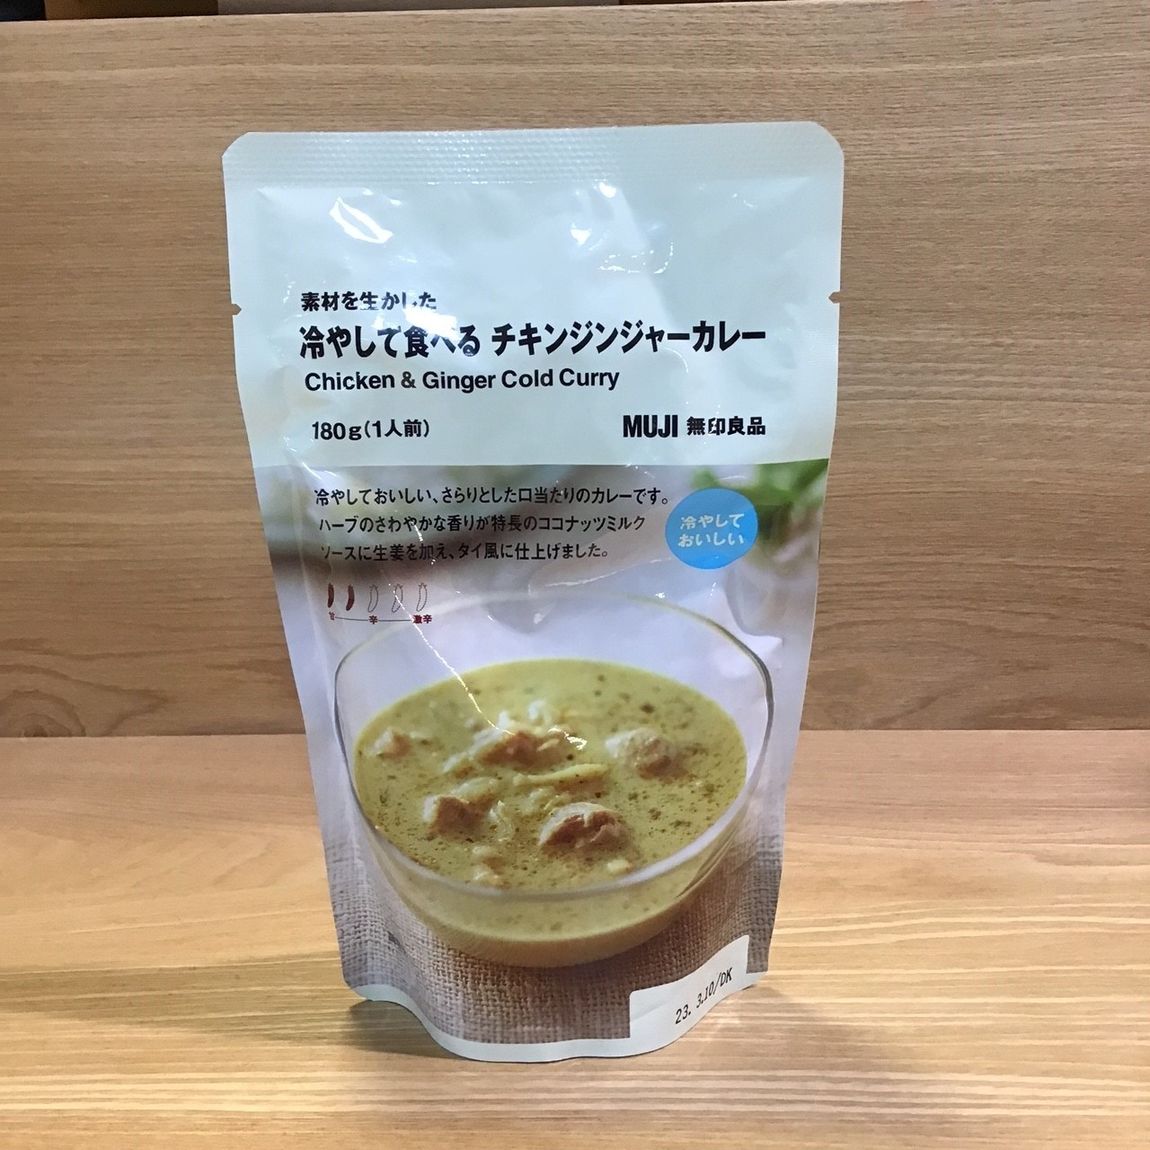 素材を生かした
冷やして食べる チキンジンジャーカレー
Chicken & Ginger Cold Curry
180g(1人前)
MUJI 無印良品
冷やしておいしい、さらりとした口当たりのカレーです。
ハーブのさわやかな香りが特長のココナッツミルク
ソースに生姜を加え、タイ風に仕上げました。
冷やして
おいしい
甘 辛 激辛
23. 3.10/DK